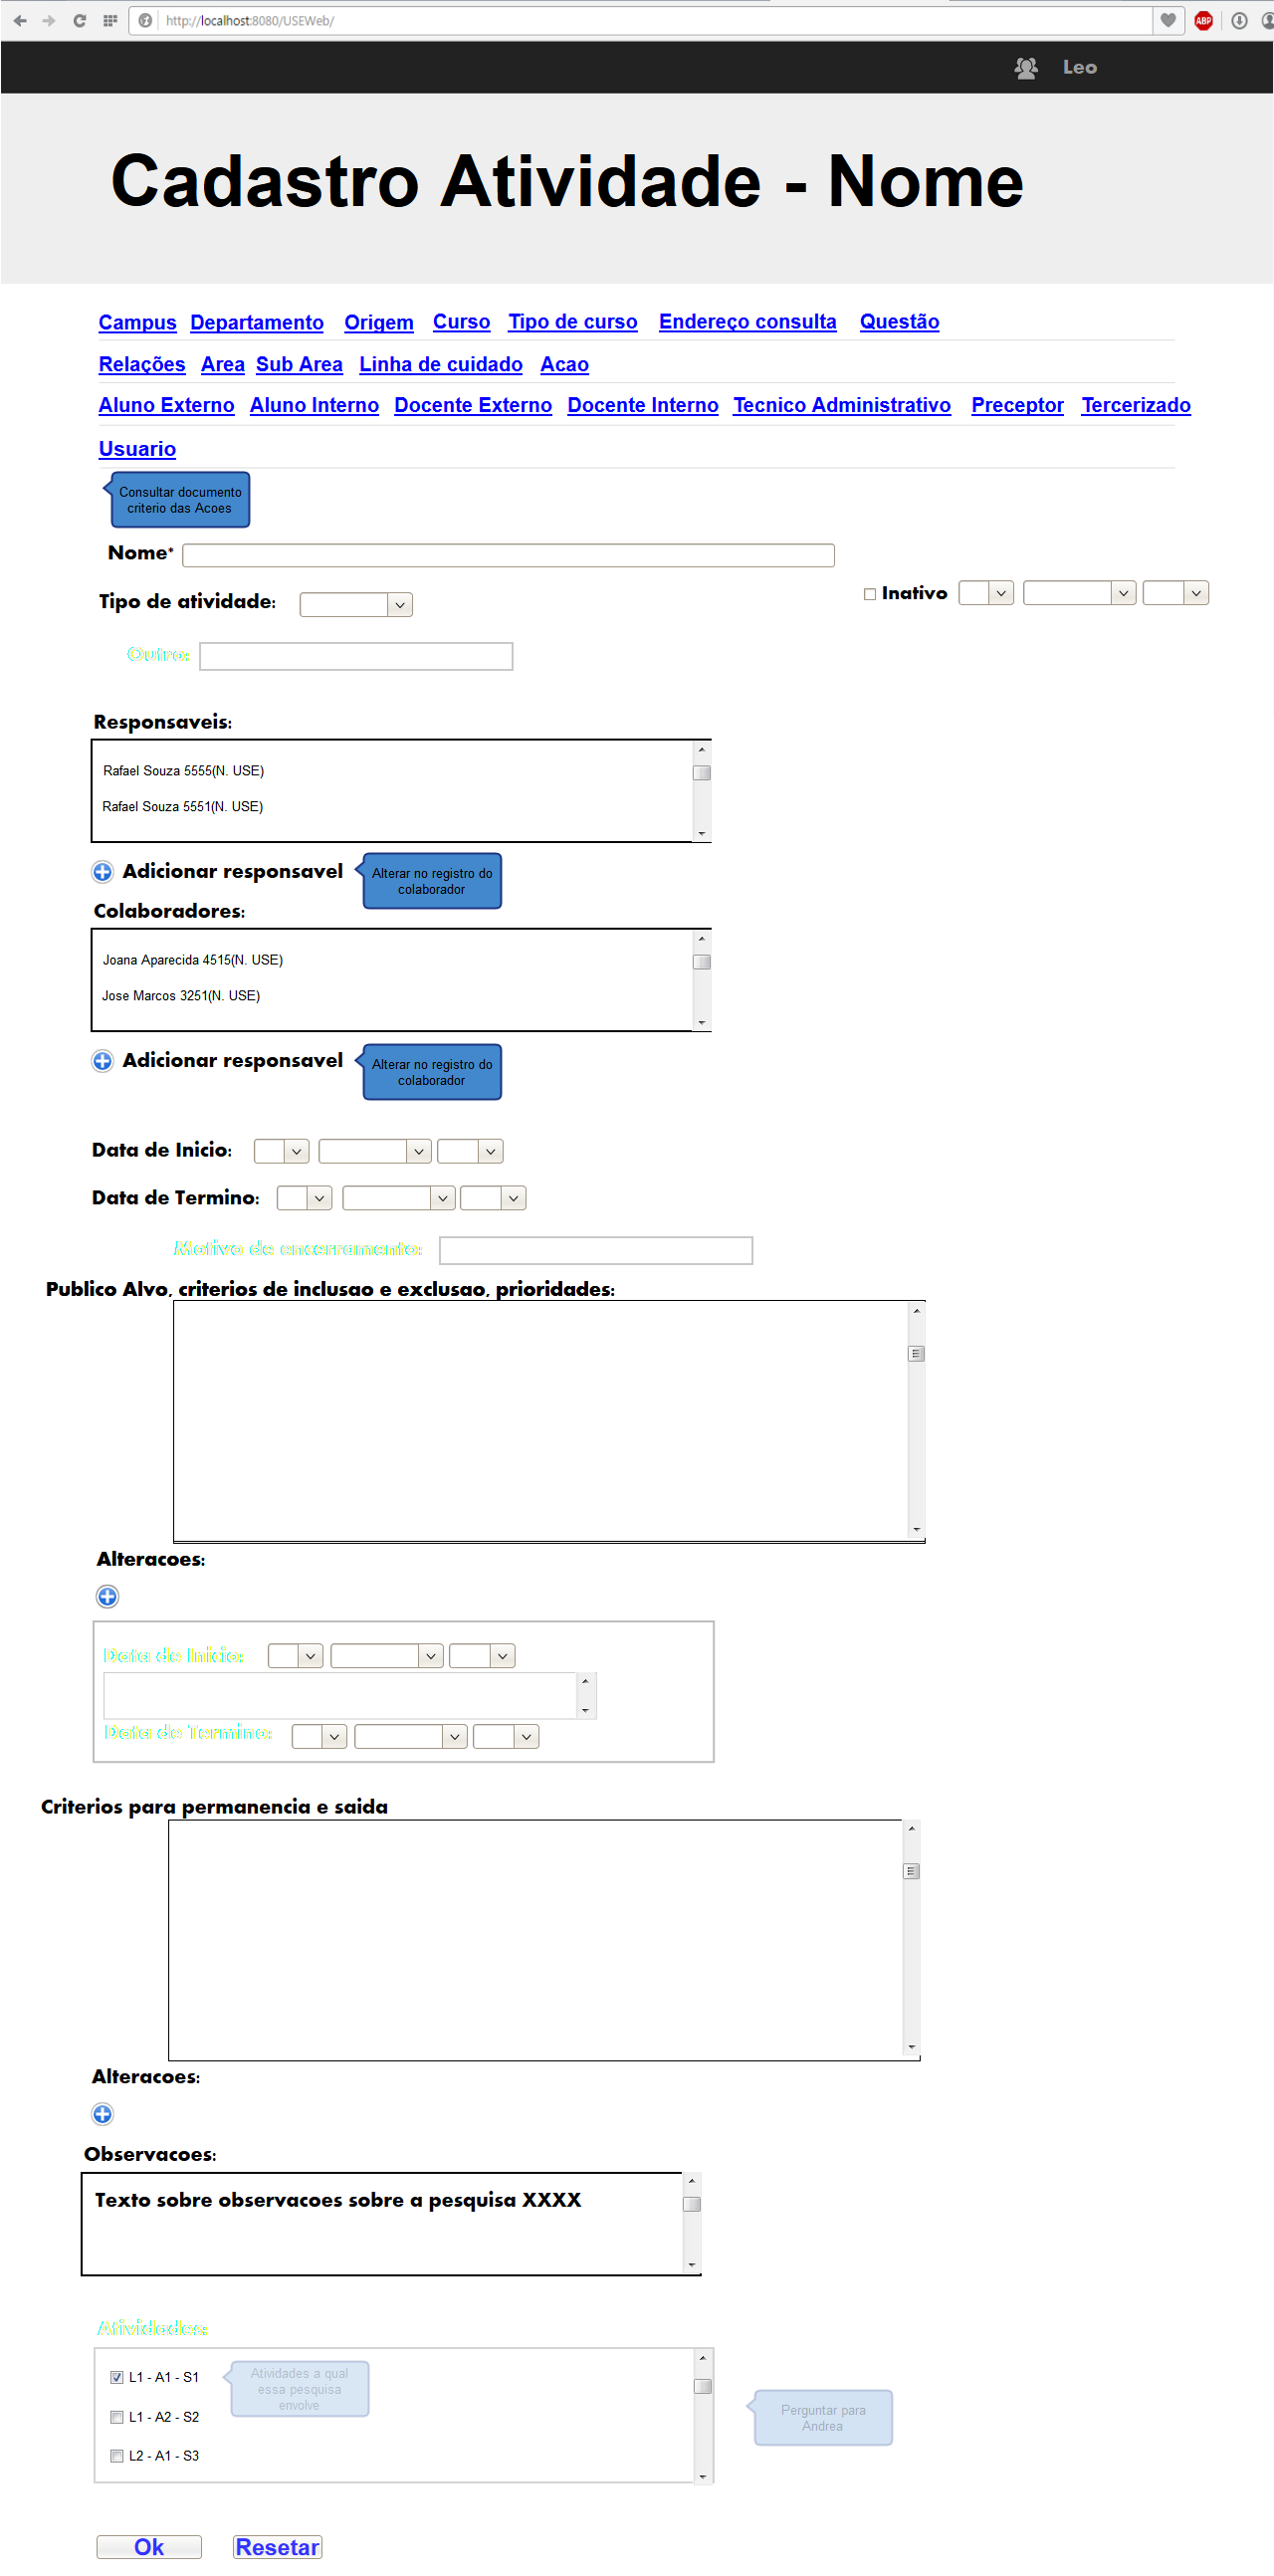 http://localhost:8080/USEWeb/
ABP
Leo
Cadastro Atividade - Nome
Campus Departamento Origem Curso Tipo de curso Endereço consulta Questão
Relações Area Sub Area Linha de cuidado Acao
Aluno Externo Aluno Interno Docente Externo Docente Interno Tecnico Administrativo Preceptor Tercerizado
Usuario
Consultar documento
criterio das Acoes
Nome*
Tipo de atividade:
Inativo
Outro:
Responsaveis:
Rafael Souza 5555(N. USE)
Rafael Souza 5551(N. USE)
Adicionar responsavel
Alterar no registro do
colaborador
Colaboradores:
Joana Aparecida 4515(N. USE)
Jose Marcos 3251(N. USE)
Adicionar responsavel
Alterar no registro do
colaborador
Data de Inicio:
Data de Termino:
Motivo de encerramento:
Publico Alvo, criterios de inclusao e exclusao, prioridades:
Alteracoes:
Data de Inicio:
Data de Termino:
Criterios para permanencia e saida
Alteracoes:
Observacoes:
Texto sobre observacoes sobre a pesquisa XXXX
Atividades:
L1 - A1 - S1
Atividades a qual
essa pesquisa
envolve
L1 - A2 - S2
Perguntar para
Andrea
L2 - A1 - S3
Ok Resetar